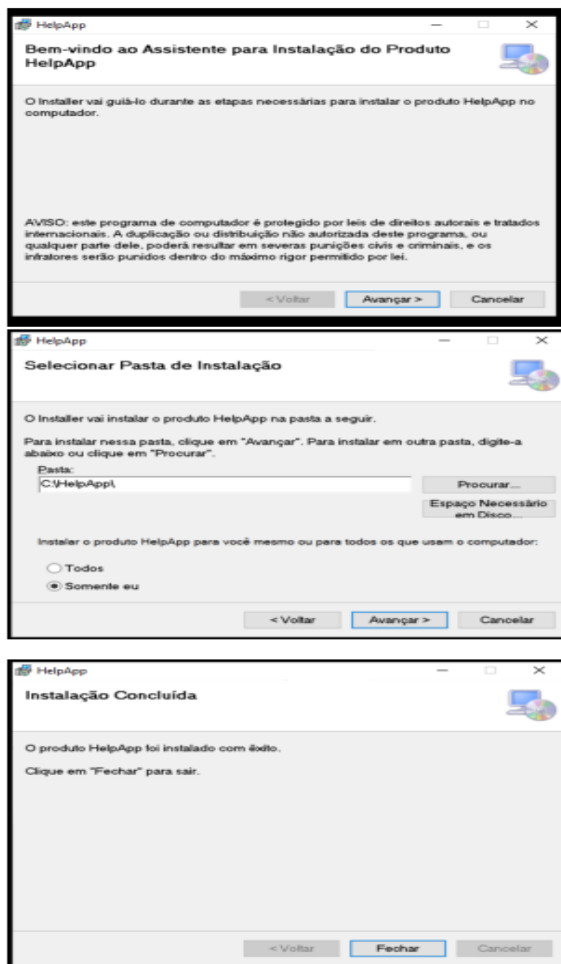 HelpApp
Bem-vindo ao Assistente para Instalação do Produto
HelpApp
O Installer vai guiá-lo durante as etapas necessárias para instalar o produto HelpApp no
computador.
AVISO: este programa de computador é protegido por leis de direitos autorais e tratados
internacionais. A duplicação ou distribuição não autorizada deste programa, ou
qualquer parte dele, poderá resultar em severas punições civis e criminais, e os
infratores serão punidos dentro do máximo rigor permitido por lei.
< Voltar Avançar > Cancelar
HelpApp
Selecionar Pasta de Instalação
O Installer vai instalar o produto HelpApp na pasta a seguir.
Para instalar nessa pasta, clique em "Avançar". Para instalar em outra pasta, digite-a
abaixo ou clique em "Procurar".
Pasta:
C:\HelpApp\ Procurar...
Espaço Necessário
em Disco...
Instalar o produto HelpApp para você mesmo ou para todos os que usam o computador:
Todos
Somente eu
< Voltar Avançar > Cancelar
HelpApp
Instalação Concluída
O produto HelpApp foi instalado com êxito.
Clique em "Fechar" para sair.
< Voltar Fechar Cancelar